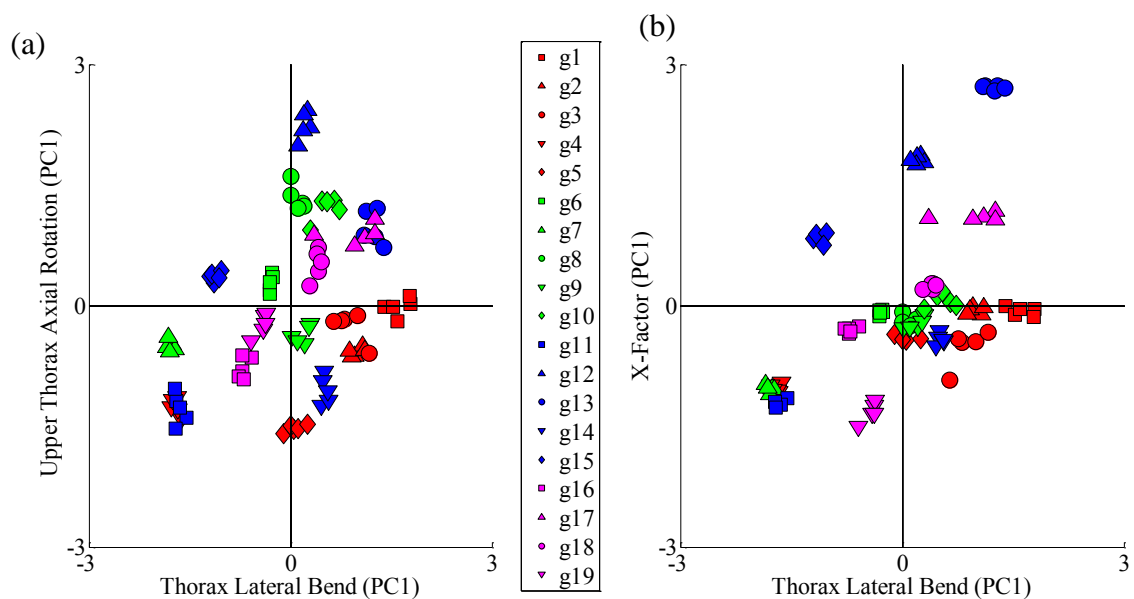 (a)
3
0
-3
Upper Thorax Axial Rotation (PC1)
0
3
Thorax Lateral Bend (PC1)
g1
g2
g3
g4
g5
g6
g7
g8
g9
g10
g11
g12
g13
g14
g15
g16
g17
g18
g19
(b)
3
0
-3
X-Factor (PC1)
0
3
Thorax Lateral Bend (PC1)